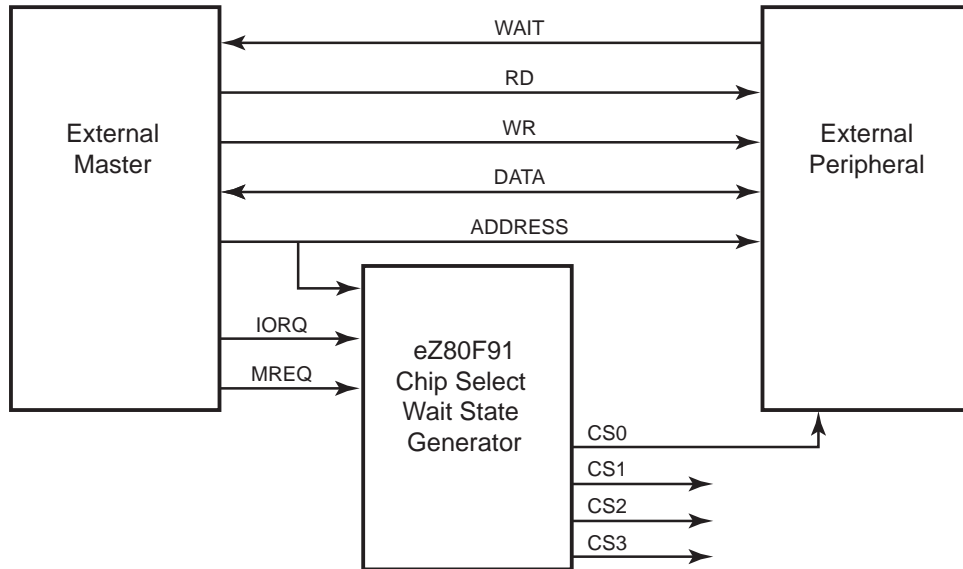 WAIT
RD
External
Master
WR
External
Peripheral
DATA
ADDRESS
IORQ
MREQ
eZ80F91
Chip Select
Wait State
Generator
CS0
CS1
CS2
CS3